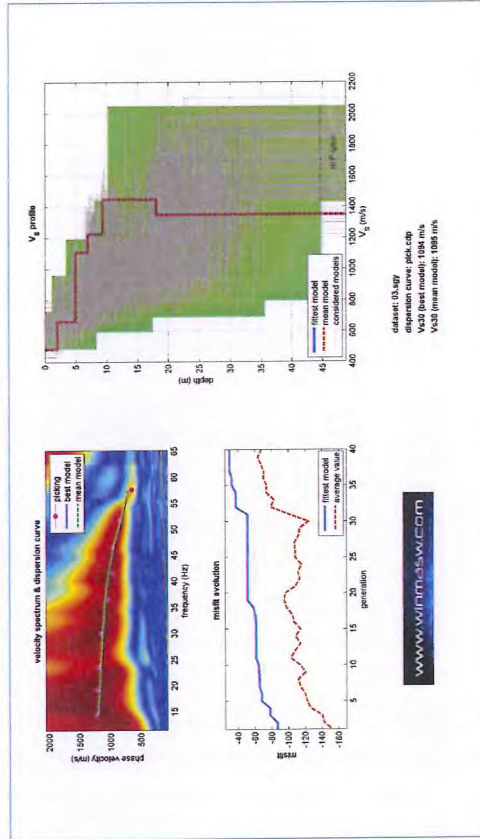 velocity spectrum & dispersion curve
picking
best model
mean model
phase velocity (m/s)
2000
1500
1000
500
15
20
25
30
35
40
45
50
55
60
65
frequency (Hz)
misfit evolution
fittest model
average value
misfit
-40
-60
-80
-100
-120
-140
-160
5
10
15
20
25
30
35
40
generation
www.winmasw.com
VS profile
depth (m)
0
5
10
15
20
25
30
35
40
45
400
600
800
1000
1200
1400
1600
1800
2000
2200
VS (m/s)
fittest model
mean model
considered models
dataset: 03.sgy
dispersion curve: pick.cdp
Vs30 (best model): 1094 m/s
Vs30 (mean model): 1095 m/s